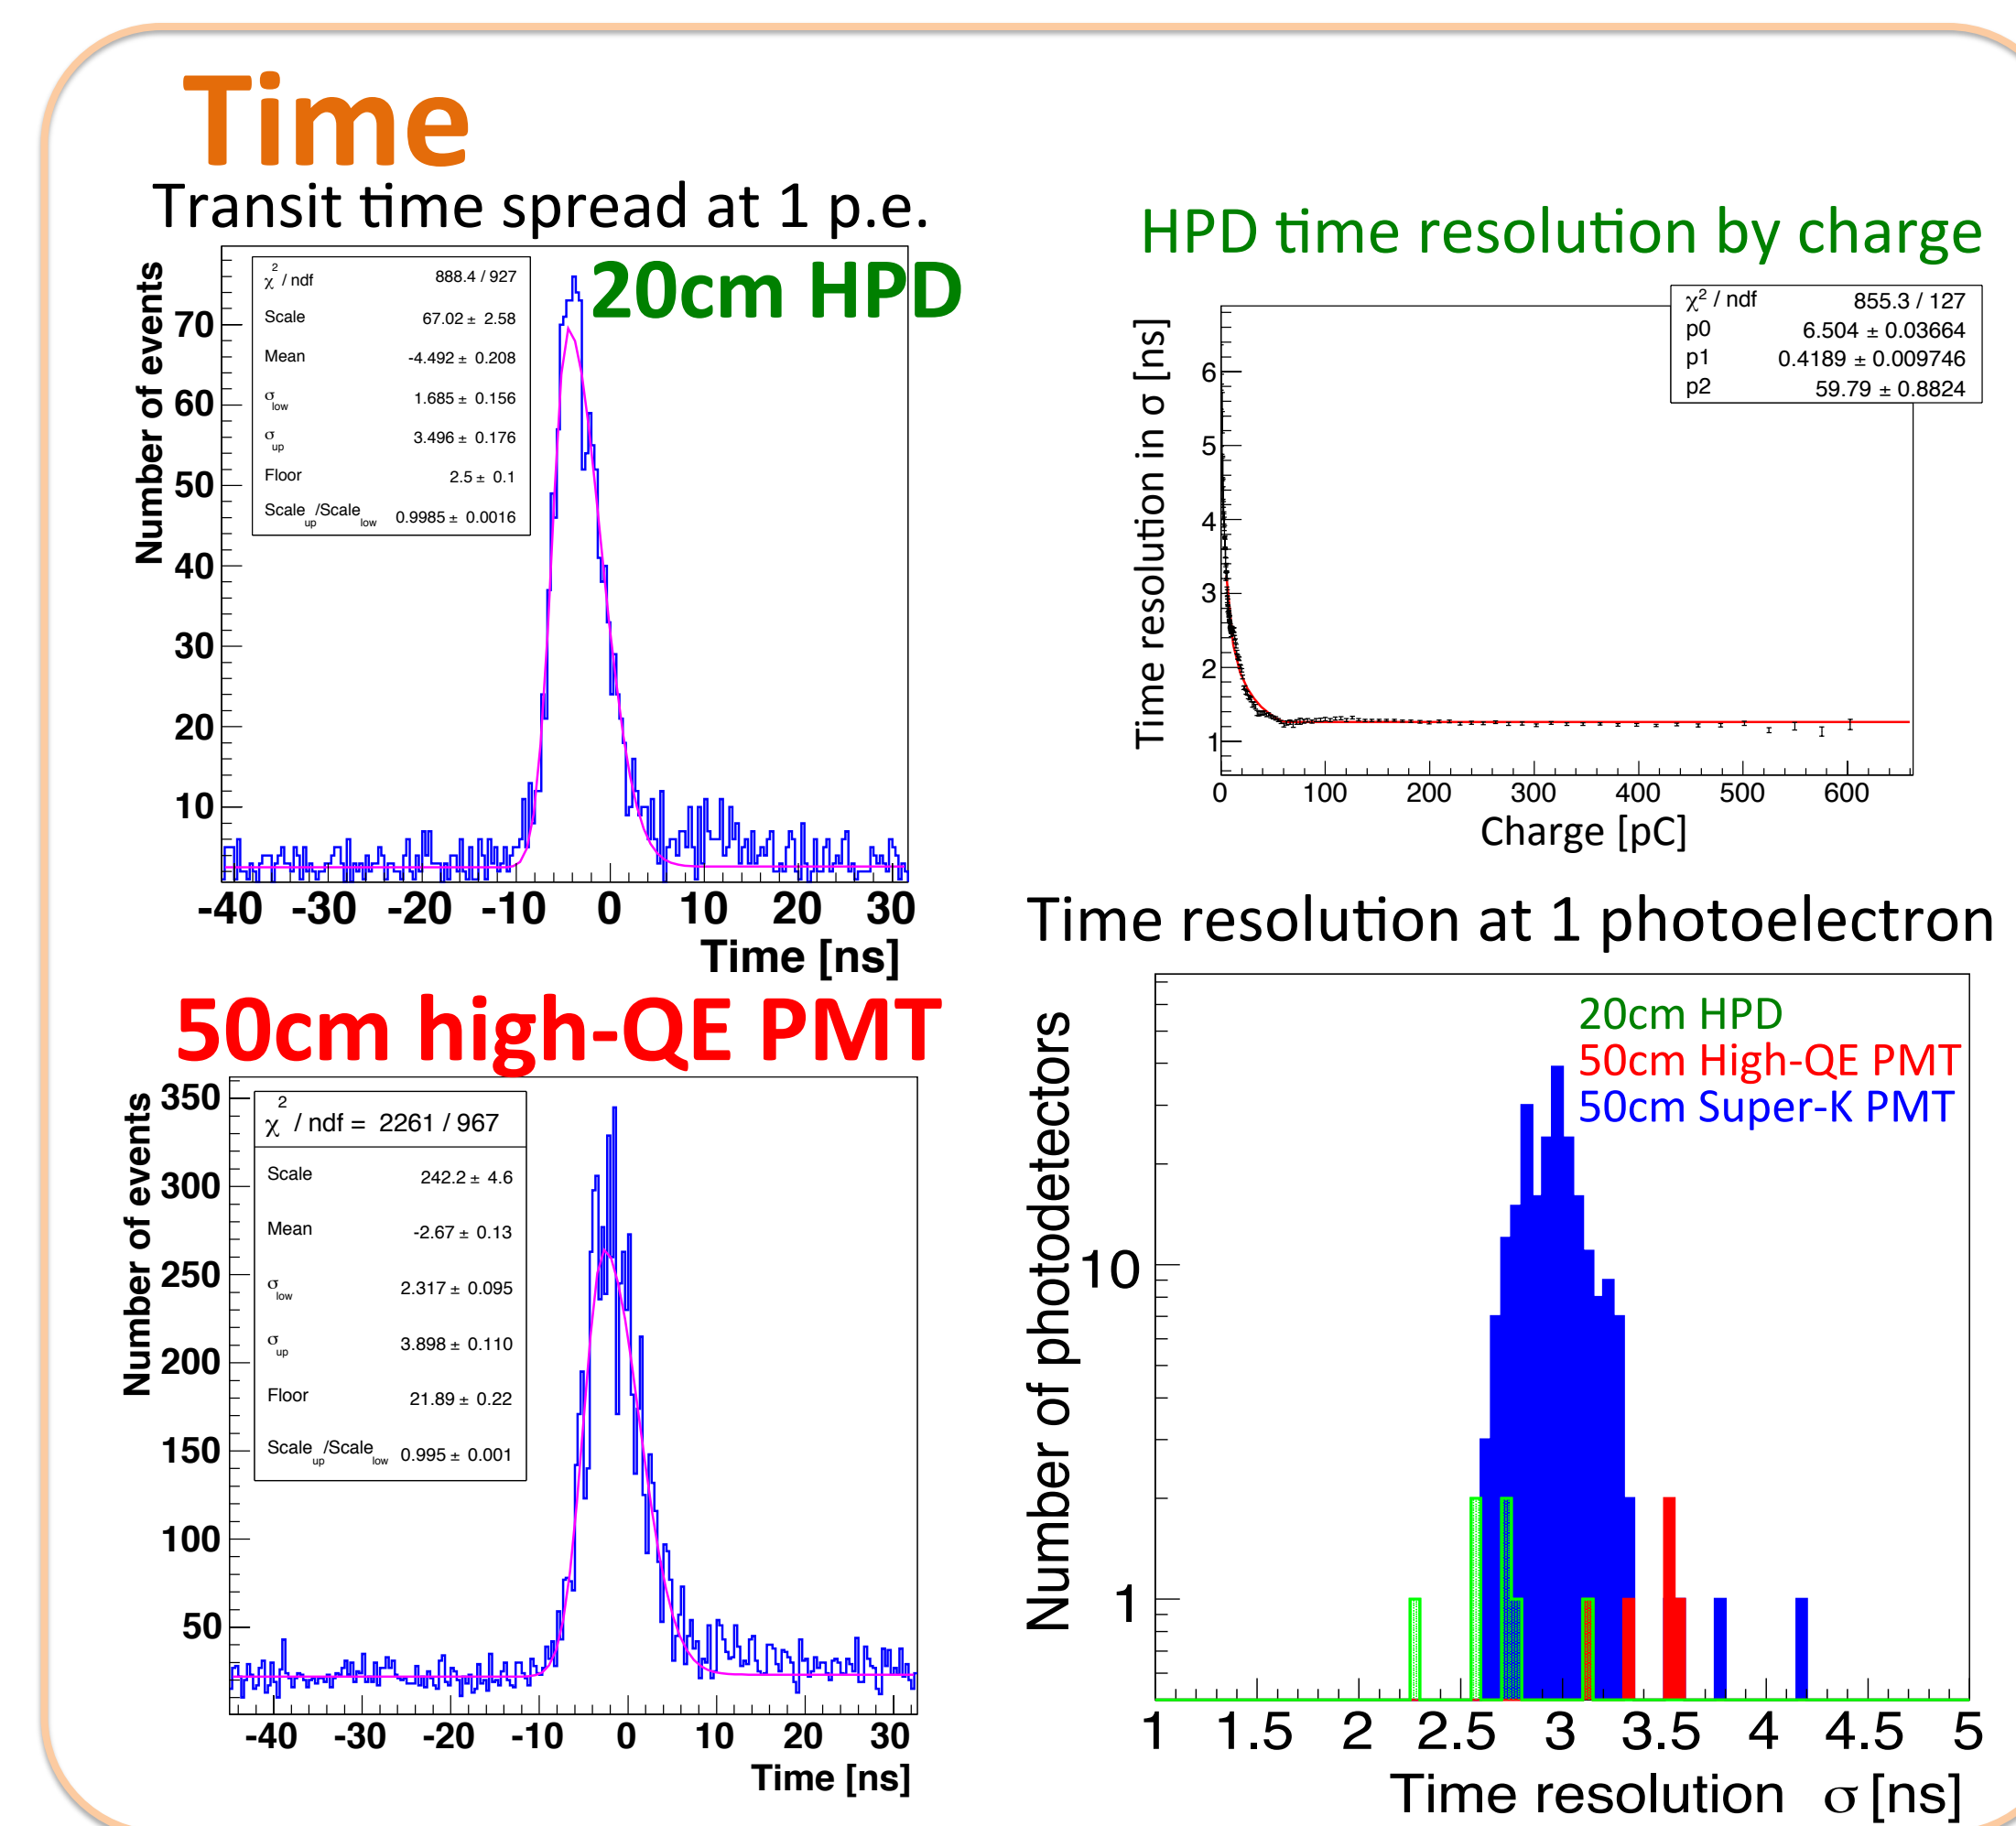 Time
Transit time spread at 1 p.e.
20cm HPD
χ2 / ndf 888.4 / 927
Scale 67.02 ± 2.58
Mean -4.492 ± 0.208
σlow 1.685 ± 0.156
σup 3.496 ± 0.176
Floor 2.5 ± 0.1
Scaleup/Scalelow 0.9985 ± 0.0016
Number of events
70
60
50
40
30
20
10
-40 -30 -20 -10 0 10 20 30
Time [ns]
HPD time resolution by charge
χ2 / ndf 855.3 / 127
p0 6.504 ± 0.03664
p1 0.4189 ± 0.009746
p2 59.79 ± 0.8824
Time resolution in σ [ns]
6
5
4
3
2
1
0 100 200 300 400 500 600
Charge [pC]
50cm high-QE PMT
χ2 / ndf = 2261 / 967
Scale 242.2 ± 4.6
Mean -2.67 ± 0.13
σlow 2.317 ± 0.095
σup 3.898 ± 0.110
Floor 21.89 ± 0.22
Scaleup/Scalelow 0.995 ± 0.001
Number of events
350
300
250
200
150
100
50
-40 -30 -20 -10 0 10 20 30
Time [ns]
Time resolution at 1 photoelectron
20cm HPD
50cm High-QE PMT
50cm Super-K PMT
Number of photodetectors
10
1
1 1.5 2 2.5 3 3.5 4 4.5 5
Time resolution σ [ns]